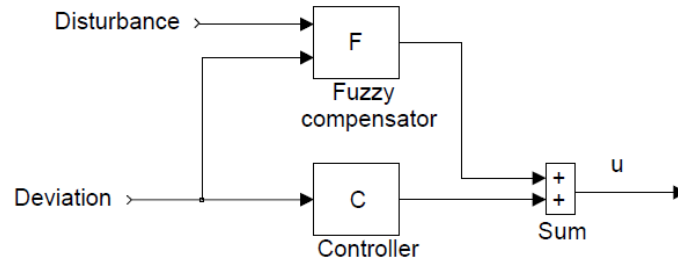 Disturbance
F
Fuzzy
compensator
Deviation
C
Controller
+
+
Sum
u